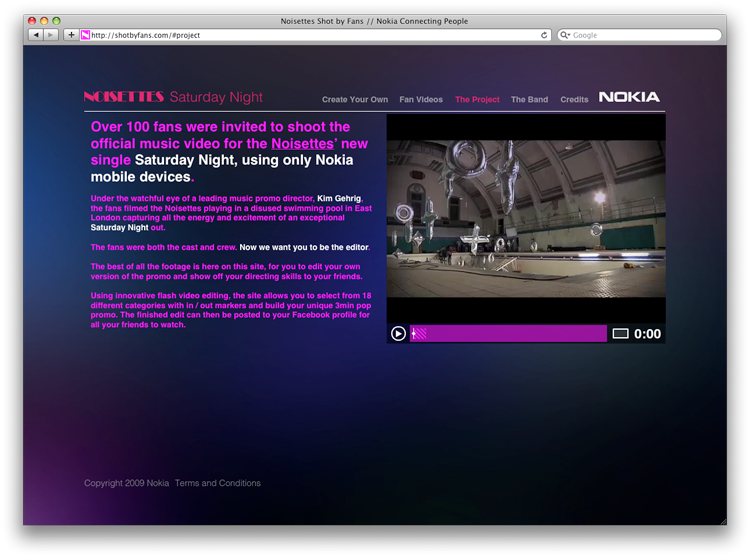 Noisettes Shot by Fans // Nokia Connecting People
http://shotbyfans.com/#project
Google
NOISETTES Saturday Night
Create Your Own Fan Videos The Project The Band Credits NOKIA
Over 100 fans were invited to shoot the
official music video for the Noisettes' new
single Saturday Night, using only Nokia
mobile devices.
Under the watchful eye of a leading music promo director, Kim Gehrig,
the fans filmed the Noisettes playing in a disused swimming pool in East
London capturing all the energy and excitement of an exceptional
Saturday Night out.
The fans were both the cast and crew. Now we want you to be the editor.
The best of all the footage is here on this site, for you to edit your own
version of the promo and show off your directing skills to your friends.
Using innovative flash video editing, the site allows you to select from 18
different categories with in / out markers and build your unique 3min pop
promo. The finished edit can then be posted to your Facebook profile for
all your friends to watch.
0:00
Copyright 2009 Nokia Terms and Conditions